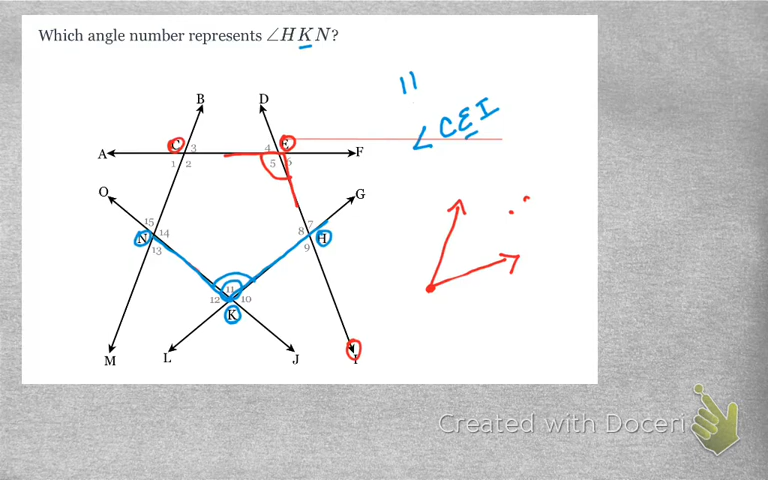 Which angle number represents ∠HKN?
11
∠CEI
B
D
C
3
4
E
A
F
1
2
5
6
O
G
15
14
7
N
8
H
13
9
11
12
10
K
M
L
J
I
Created with Doceri